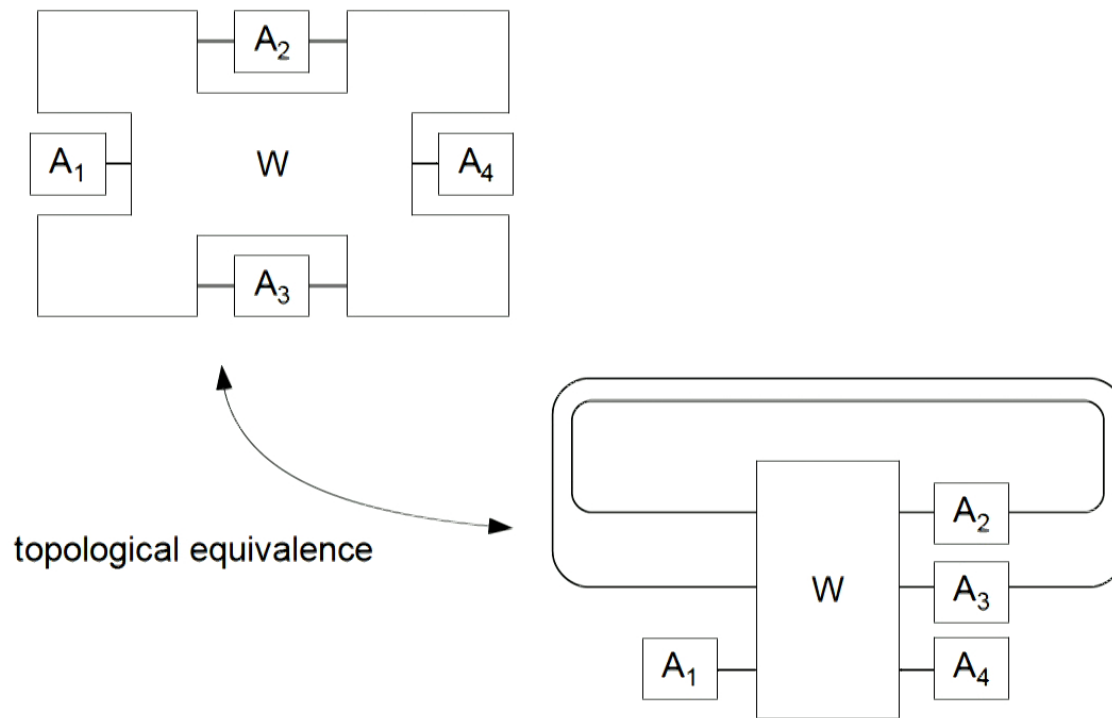 A₂
A₁ W A₄
A₃
topological equivalence
A₂
W A₃
A₁ A₄